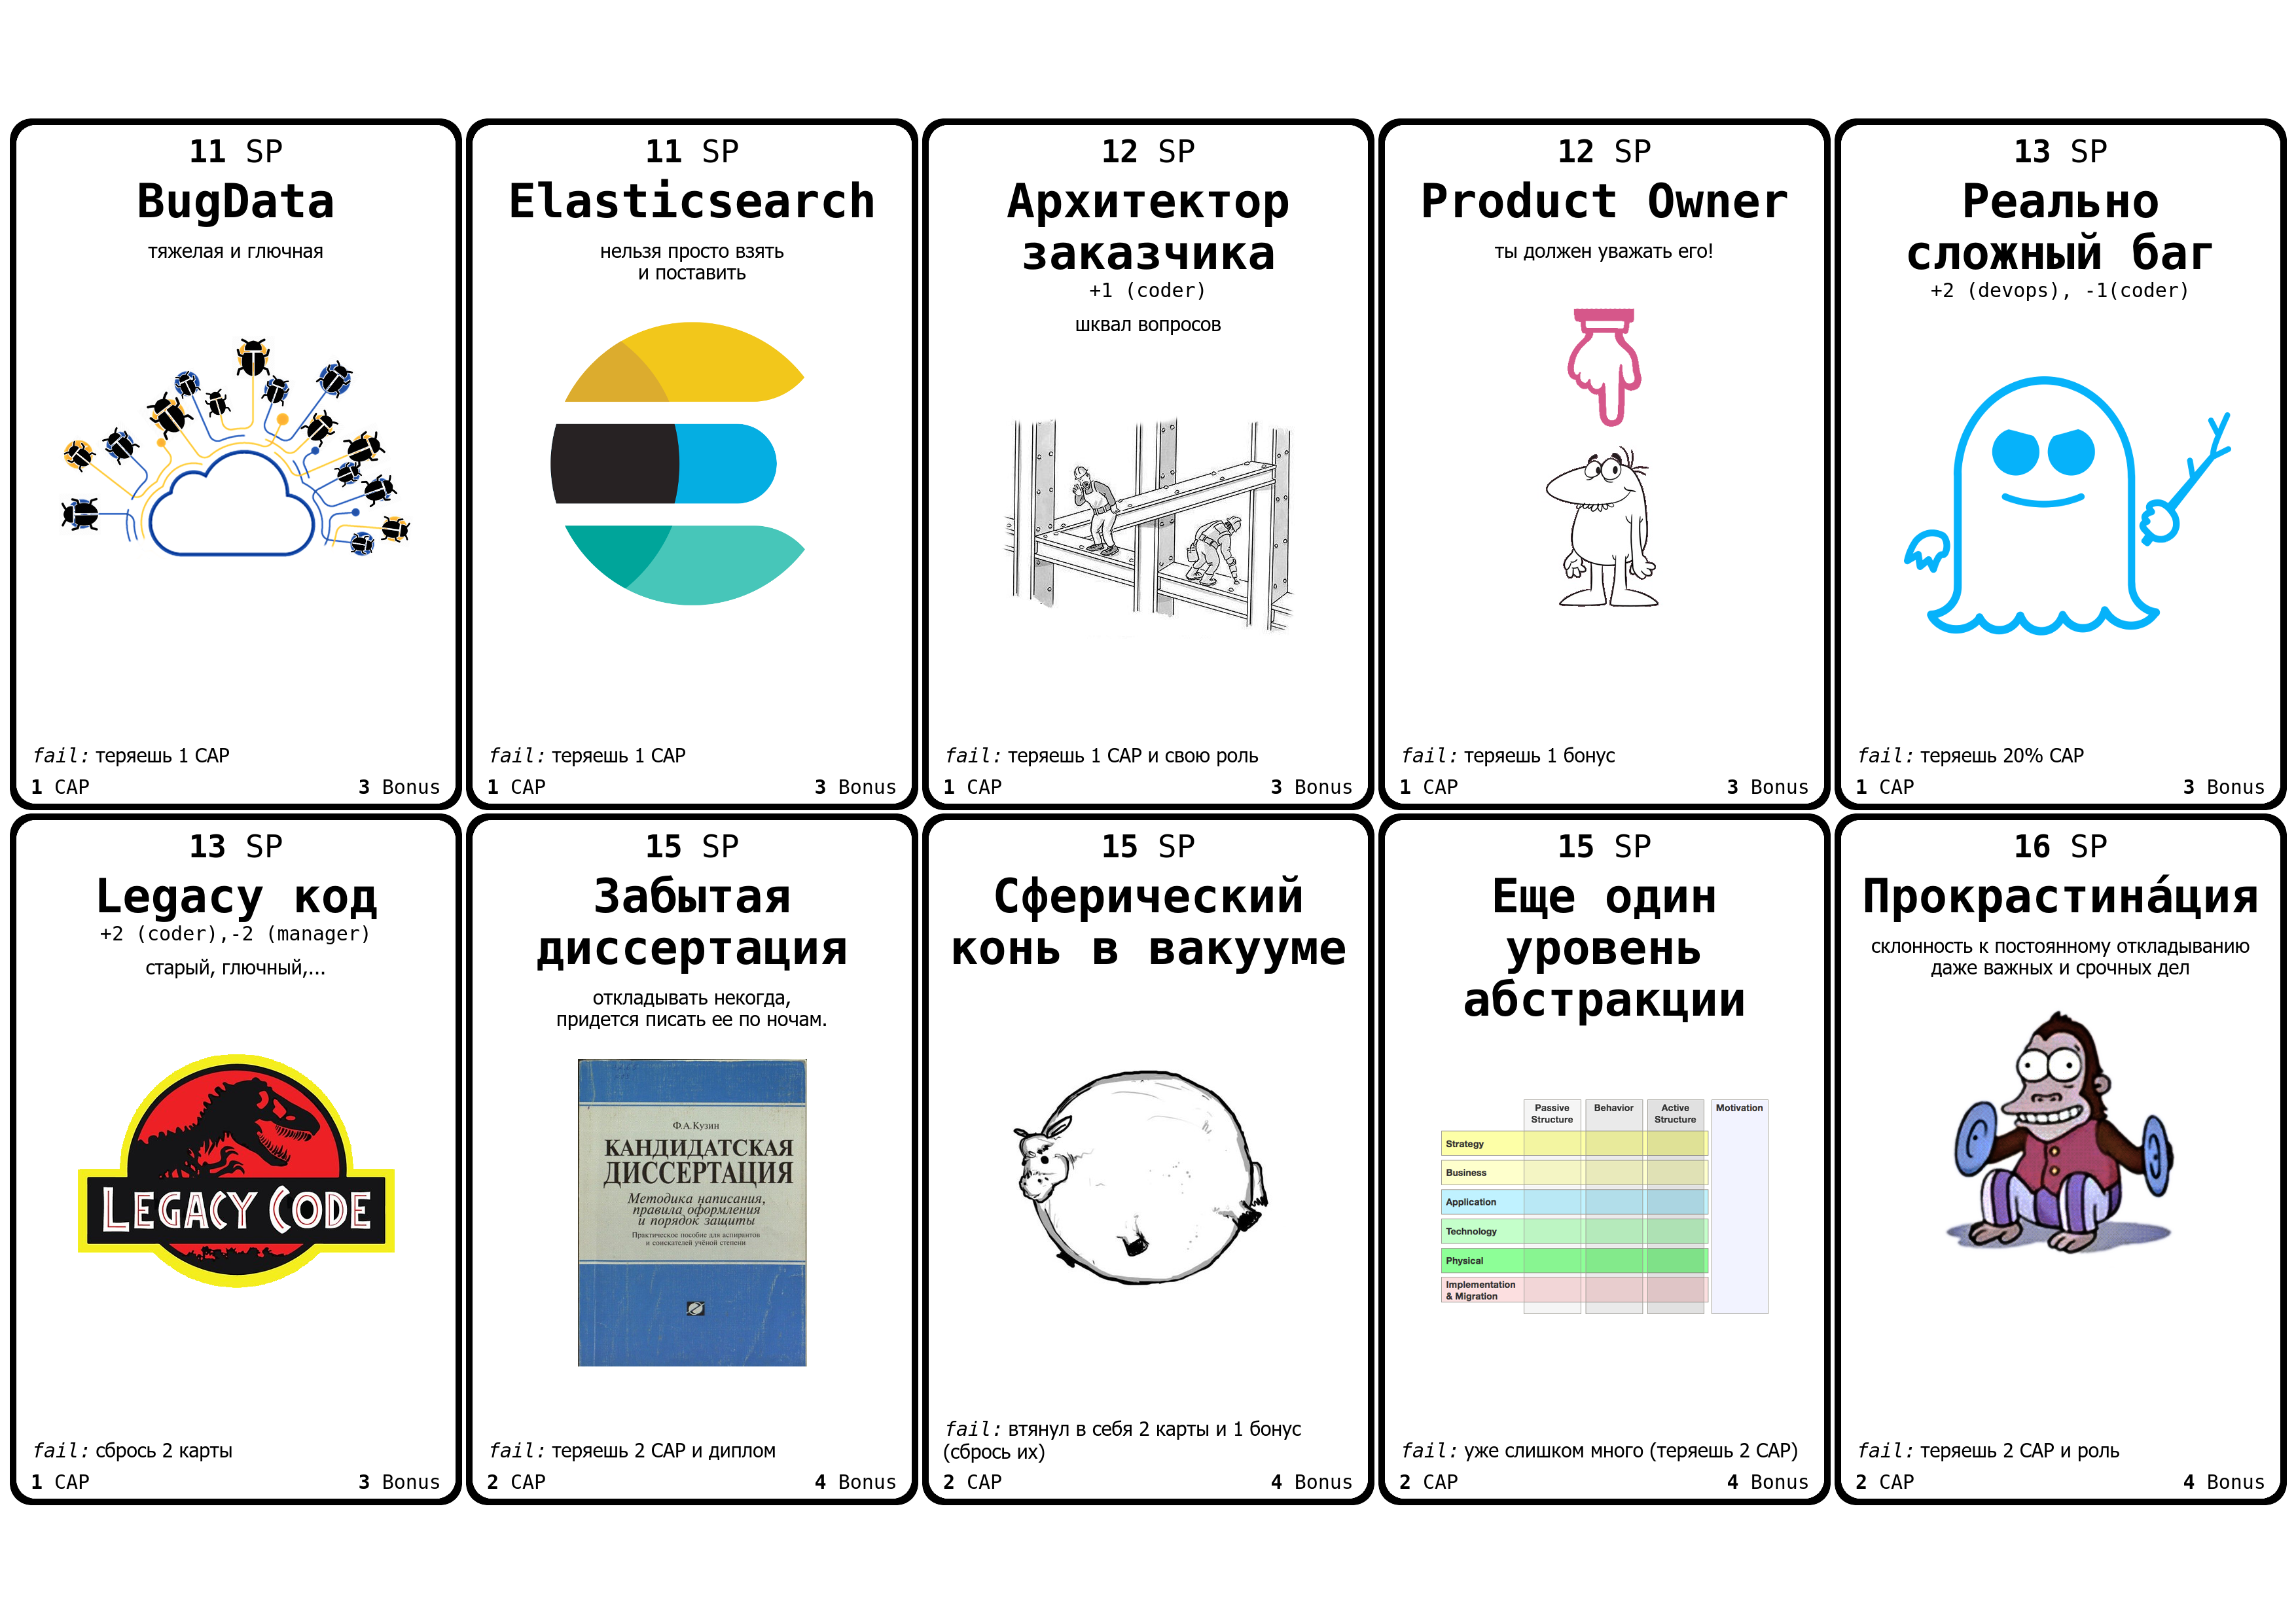 11 SP
BugData
тяжелая и глючная
fail: теряешь 1 CAP
1 CAP 3 Bonus
11 SP
Elasticsearch
нельзя просто взять
и поставить
fail: теряешь 1 CAP
1 CAP 3 Bonus
12 SP
Архитектор
заказчика
+1 (coder)
шквал вопросов
fail: теряешь 1 CAP и свою роль
1 CAP 3 Bonus
12 SP
Product Owner
ты должен уважать его!
fail: теряешь 1 бонус
1 CAP 3 Bonus
13 SP
Реально
сложный баг
+2 (devops), -1(coder)
fail: теряешь 20% CAP
1 CAP 3 Bonus
13 SP
Legacy код
+2 (coder),-2 (manager)
старый, глючный,...
LEGACY CODE
fail: сбрось 2 карты
1 CAP 3 Bonus
15 SP
Забытая
диссертация
откладывать некогда,
придется писать ее по ночам.
Ф.А.Кузин
КАНДИДАТСКАЯ
ДИССЕРТАЦИЯ
Методика написания,
правила оформления
и порядок защиты
Практическое пособие для аспирантов
и соискателей учёной степени
fail: теряешь 2 CAP и диплом
2 CAP 4 Bonus
15 SP
Сферический
конь в вакууме
fail: втянул в себя 2 карты и 1 бонус
(сбрось их)
2 CAP 4 Bonus
15 SP
Еще один
уровень
абстракции
Passive
Structure
Behavior
Active
Structure
Motivation
Strategy
Business
Application
Technology
Physical
Implementation
& Migration
fail: уже слишком много (теряешь 2 CAP)
2 CAP 4 Bonus
16 SP
Прокрастина́ция
склонность к постоянному откладыванию
даже важных и срочных дел
fail: теряешь 2 CAP и роль
2 CAP 4 Bonus